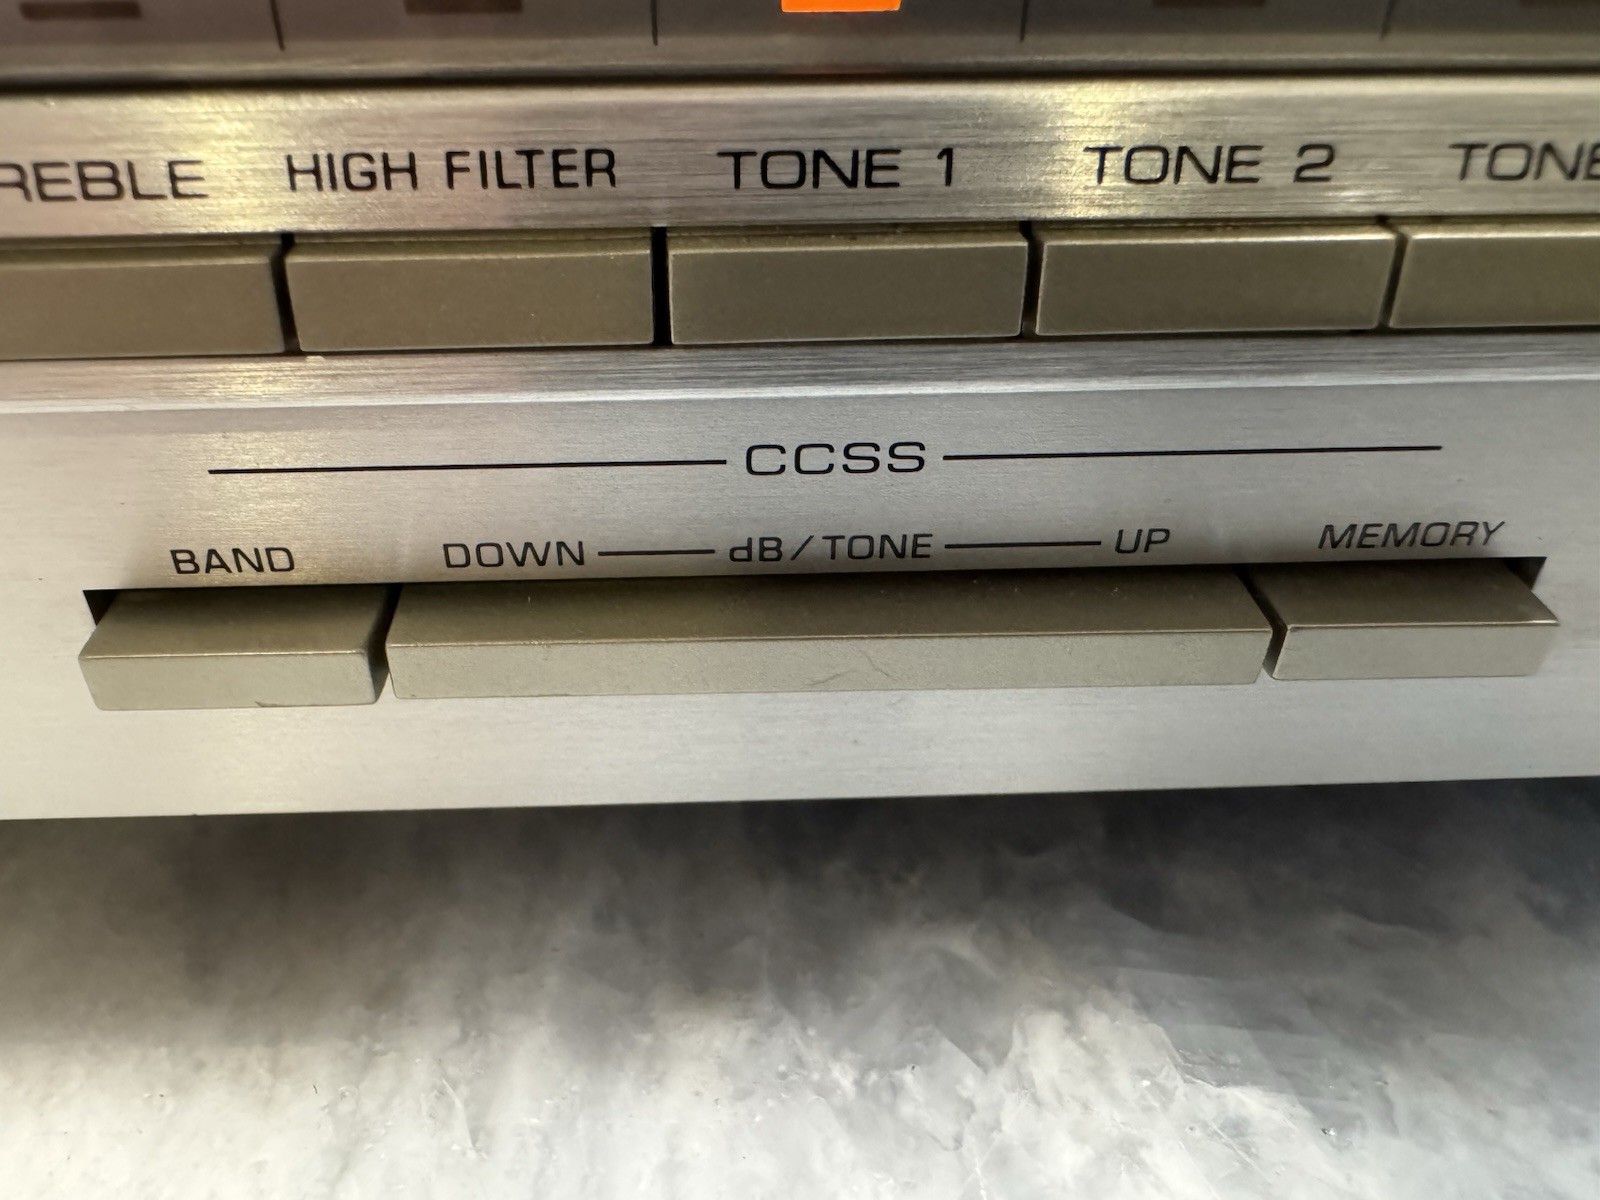 REBLE HIGH FILTER TONE 1 TONE 2 TONE
CCSS
BAND DOWN dB/TONE UP MEMORY